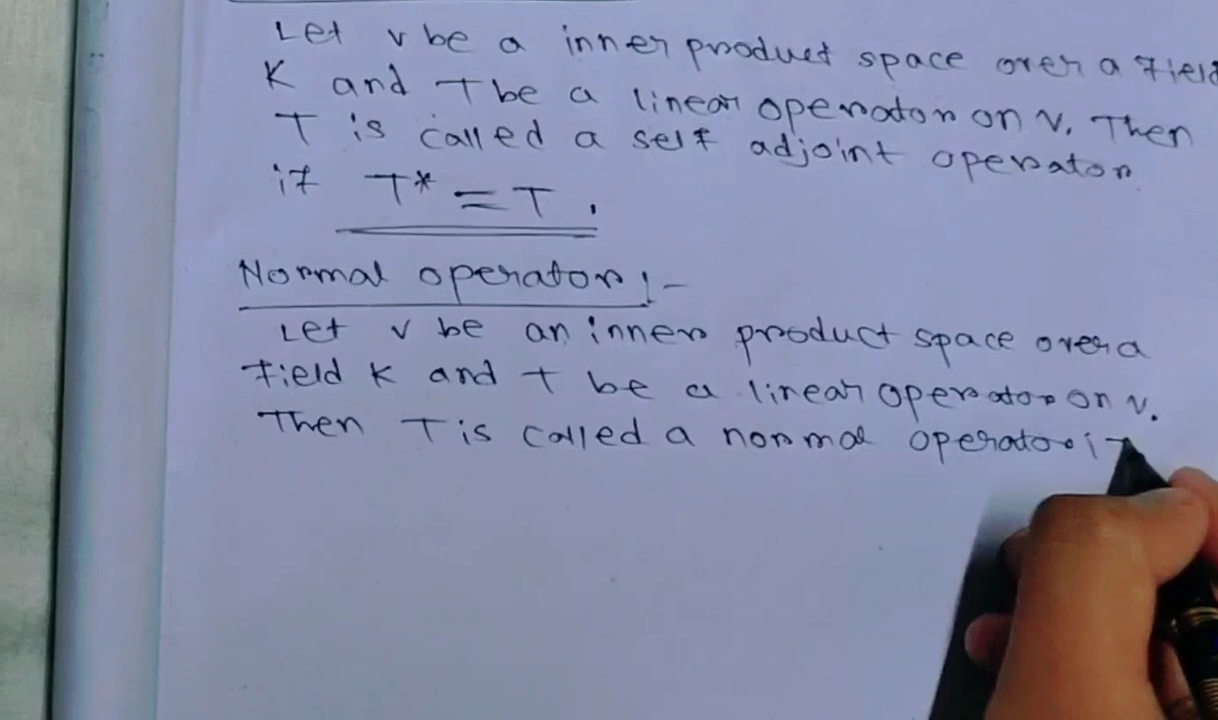 Let v be a inner product space over a Field
K and T be a linear operator on v. Then
T is called a self adjoint operator
if T* = T.
Normal operator :-
Let v be an inner product space over a
Field K and T be a linear operator on v.
Then T is called a normal operator if